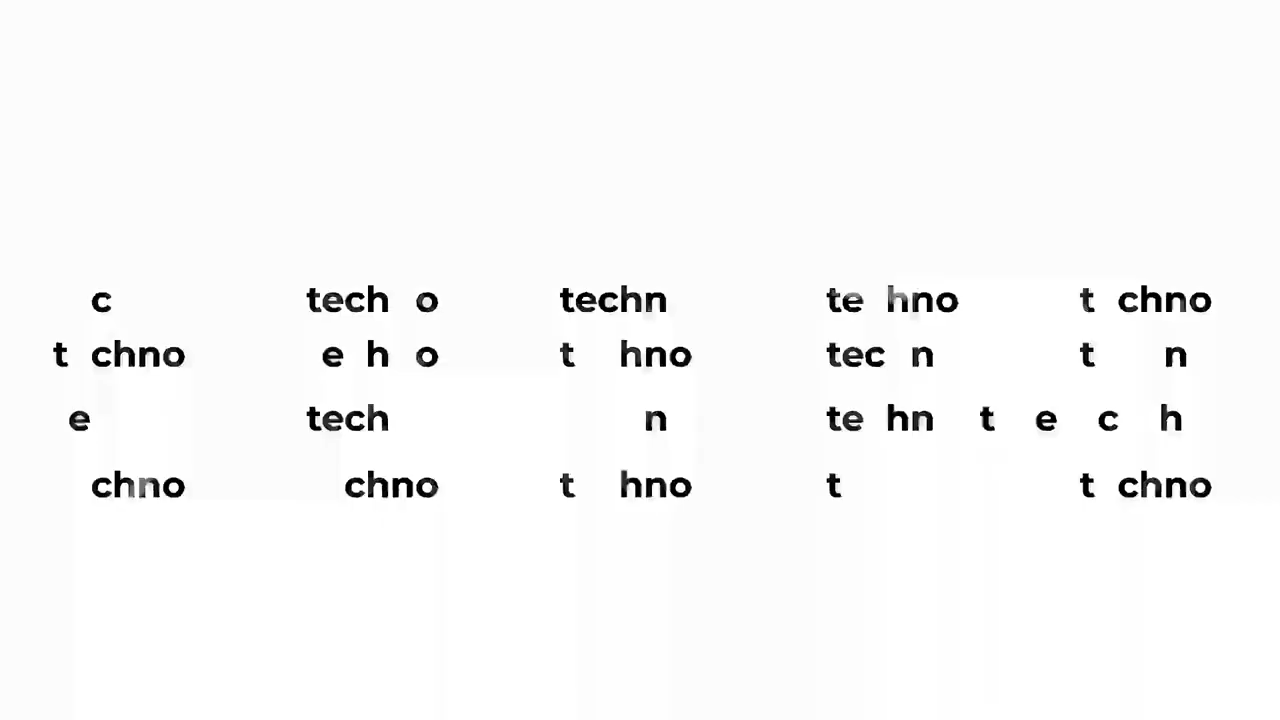 c tech o techn te hno t chno
t chno e h o t hno tec n t n
e tech n te hn t e c h
chno chno t hno t t chno